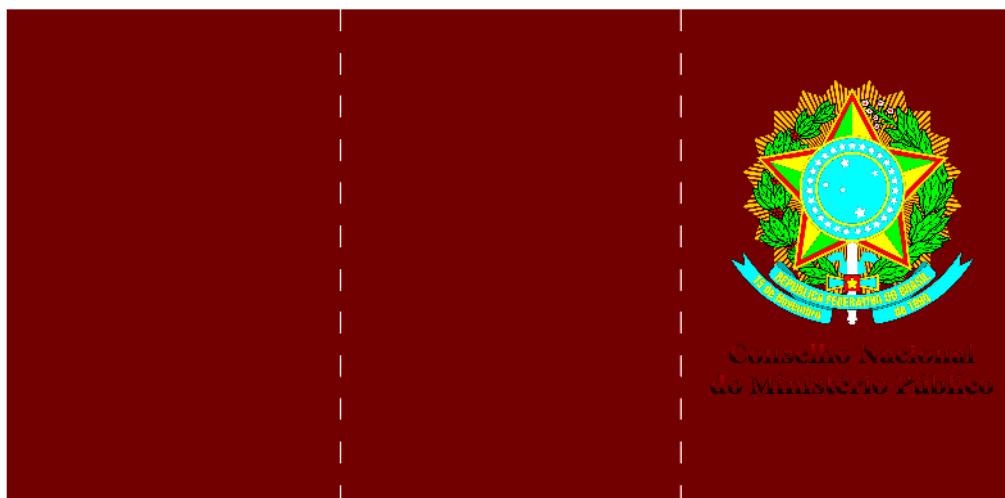 REPÚBLICA FEDERATIVA DO BRASIL
15 de Novembro
de 1889
Conselho Nacional
do Ministério Público